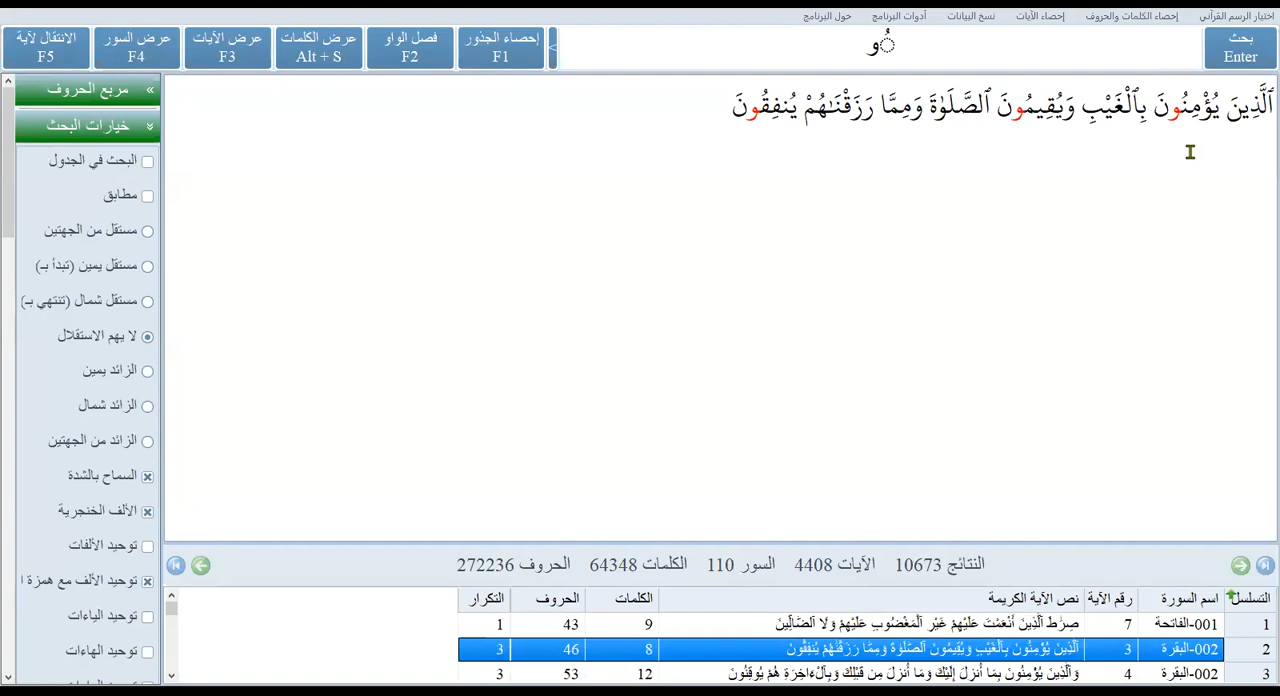 اختيار الرسم القرآني إحصاء الكلمات والحروف إحصاء الآيات نسخ البيانات أدوات البرنامج حول البرنامج
بحث
Enter
ُو
>
إحصاء الجذور
F1
فصل الواو
F2
عرض الكلمات
Alt + S
عرض الآيات
F3
عرض السور
F4
الانتقال لآية
F5
ٱلَّذِينَ يُؤْمِنُونَ بِٱلْغَيْبِ وَيُقِيمُونَ ٱلصَّلَوٰةَ وَمِمَّا رَزَقْنَٰهُمْ يُنفِقُونَ
مربع الحروف
خيارات البحث
البحث في الجدول
مطابق
مستقل من الجهتين
مستقل يمين (تبدأ بـ)
مستقل شمال (تنتهي بـ)
لا يهم الاستقلال
الزائد يمين
الزائد شمال
الزائد من الجهتين
السماح بالشدة
الألف الخنجرية
توحيد الألفات
توحيد الألف مع همزة ا
توحيد الياءات
توحيد الهاءات
النتائج 10673 الآيات 4408 السور 110 الكلمات 64348 الحروف 272236
التسلسل اسم السورة رقم الآية نص الآية الكريمة الكلمات الحروف التكرار
1 001-الفاتحة 7 صِرَٰطَ ٱلَّذِينَ أَنْعَمْتَ عَلَيْهِمْ غَيْرِ ٱلْمَغْضُوبِ عَلَيْهِمْ وَلَا ٱلضَّآلِّينَ 9 43 1
2 002-البقرة 3 ٱلَّذِينَ يُؤْمِنُونَ بِٱلْغَيْبِ وَيُقِيمُونَ ٱلصَّلَوٰةَ وَمِمَّا رَزَقْنَٰهُمْ يُنفِقُونَ 8 46 3
3 002-البقرة 4 وَٱلَّذِينَ يُؤْمِنُونَ بِمَآ أُنزِلَ إِلَيْكَ وَمَآ أُنزِلَ مِن قَبْلِكَ وَبِٱلْءَاخِرَةِ هُمْ يُوقِنُونَ 12 53 3